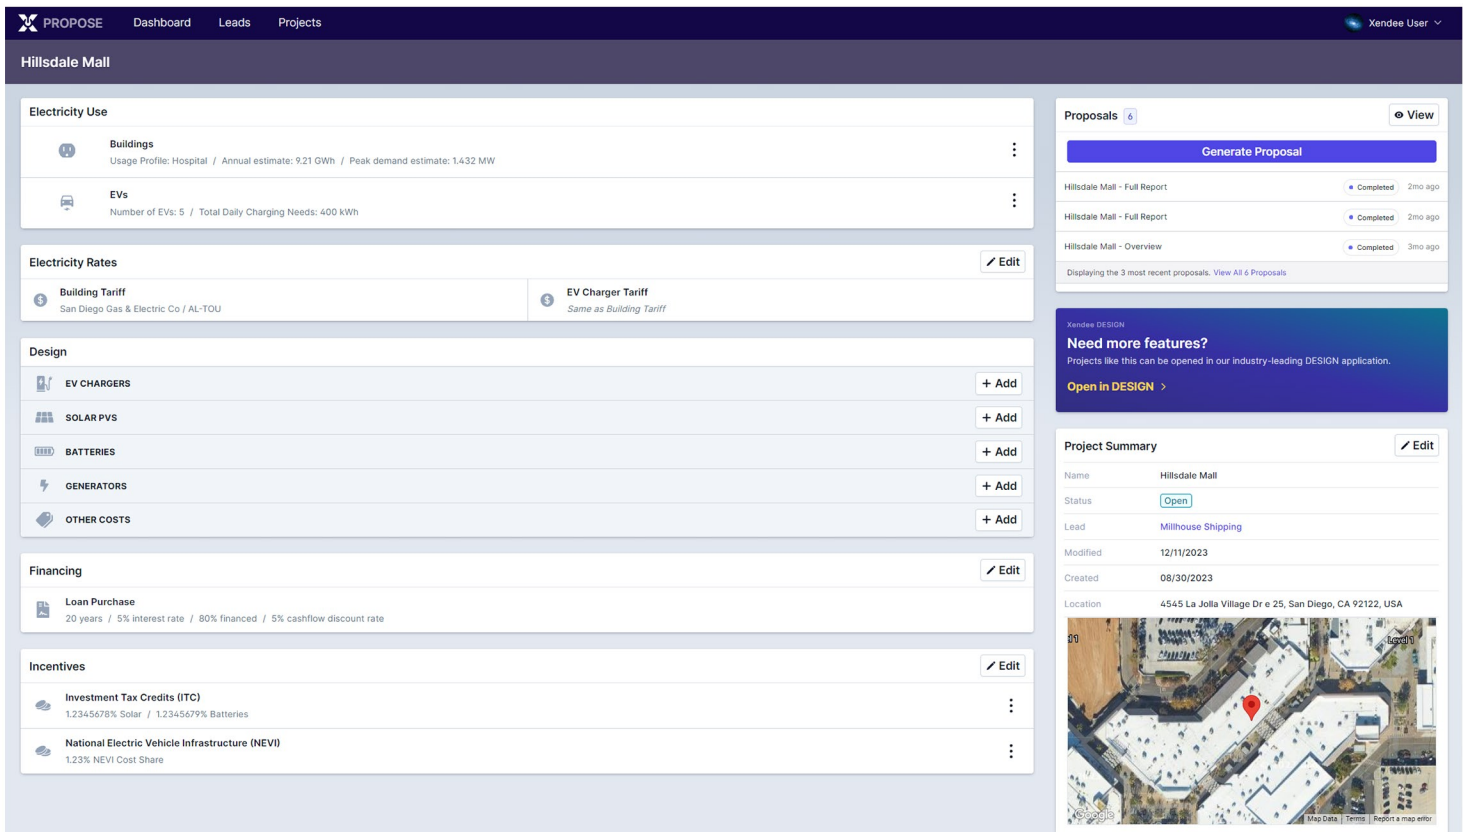 PROPOSE Dashboard Leads Projects Xendee User
Hillsdale Mall
Electricity Use
Buildings
Usage Profile: Hospital / Annual estimate: 9.21 GWh / Peak demand estimate: 1.432 MW
EVs
Number of EVs: 5 / Total Daily Charging Needs: 400 kWh
Electricity Rates Edit
Building Tariff
San Diego Gas & Electric Co / AL-TOU
EV Charger Tariff
Same as Building Tariff
Design
EV CHARGERS + Add
SOLAR PVS + Add
BATTERIES + Add
GENERATORS + Add
OTHER COSTS + Add
Financing Edit
Loan Purchase
20 years / 5% interest rate / 80% financed / 5% cashflow discount rate
Incentives Edit
Investment Tax Credits (ITC)
1.2345678% Solar / 1.2345679% Batteries
National Electric Vehicle Infrastructure (NEVI)
1.23% NEVI Cost Share
Proposals 6 View
Generate Proposal
Hillsdale Mall - Full Report Completed 2mo ago
Hillsdale Mall - Full Report Completed 2mo ago
Hillsdale Mall - Overview Completed 3mo ago
Displaying the 3 most recent proposals. View All 6 Proposals
Xendee DESIGN
Need more features?
Projects like this can be opened in our industry-leading DESIGN application.
Open in DESIGN >
Project Summary Edit
Name Hillsdale Mall
Status Open
Lead Millhouse Shipping
Modified 12/11/2023
Created 08/30/2023
Location 4545 La Jolla Village Dr e 25, San Diego, CA 92122, USA
Level 1
Google
Map Data Terms Report a map error